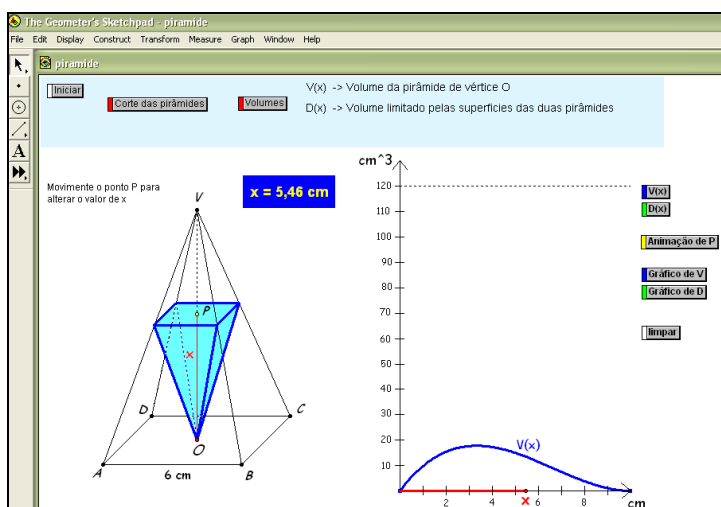 The Geometer's Sketchpad - piramide
File Edit Display Construct Transform Measure Graph Window Help
piramide
Iniciar
Corte das pirâmides
Volumes
V(x) -> Volume da pirâmide de vértice O
D(x) -> Volume limitado pelas superficies das duas pirâmides
Movimente o ponto P para
alterar o valor de x
x = 5,46 cm
V
P
x
D
C
O
A
B
6 cm
cm^3
120
110
100
90
80
70
60
50
40
30
20
10
V(x)
2 4 6 8
x
cm
V(x)
D(x)
Animação de P
Gráfico de V
Gráfico de D
limpar
A